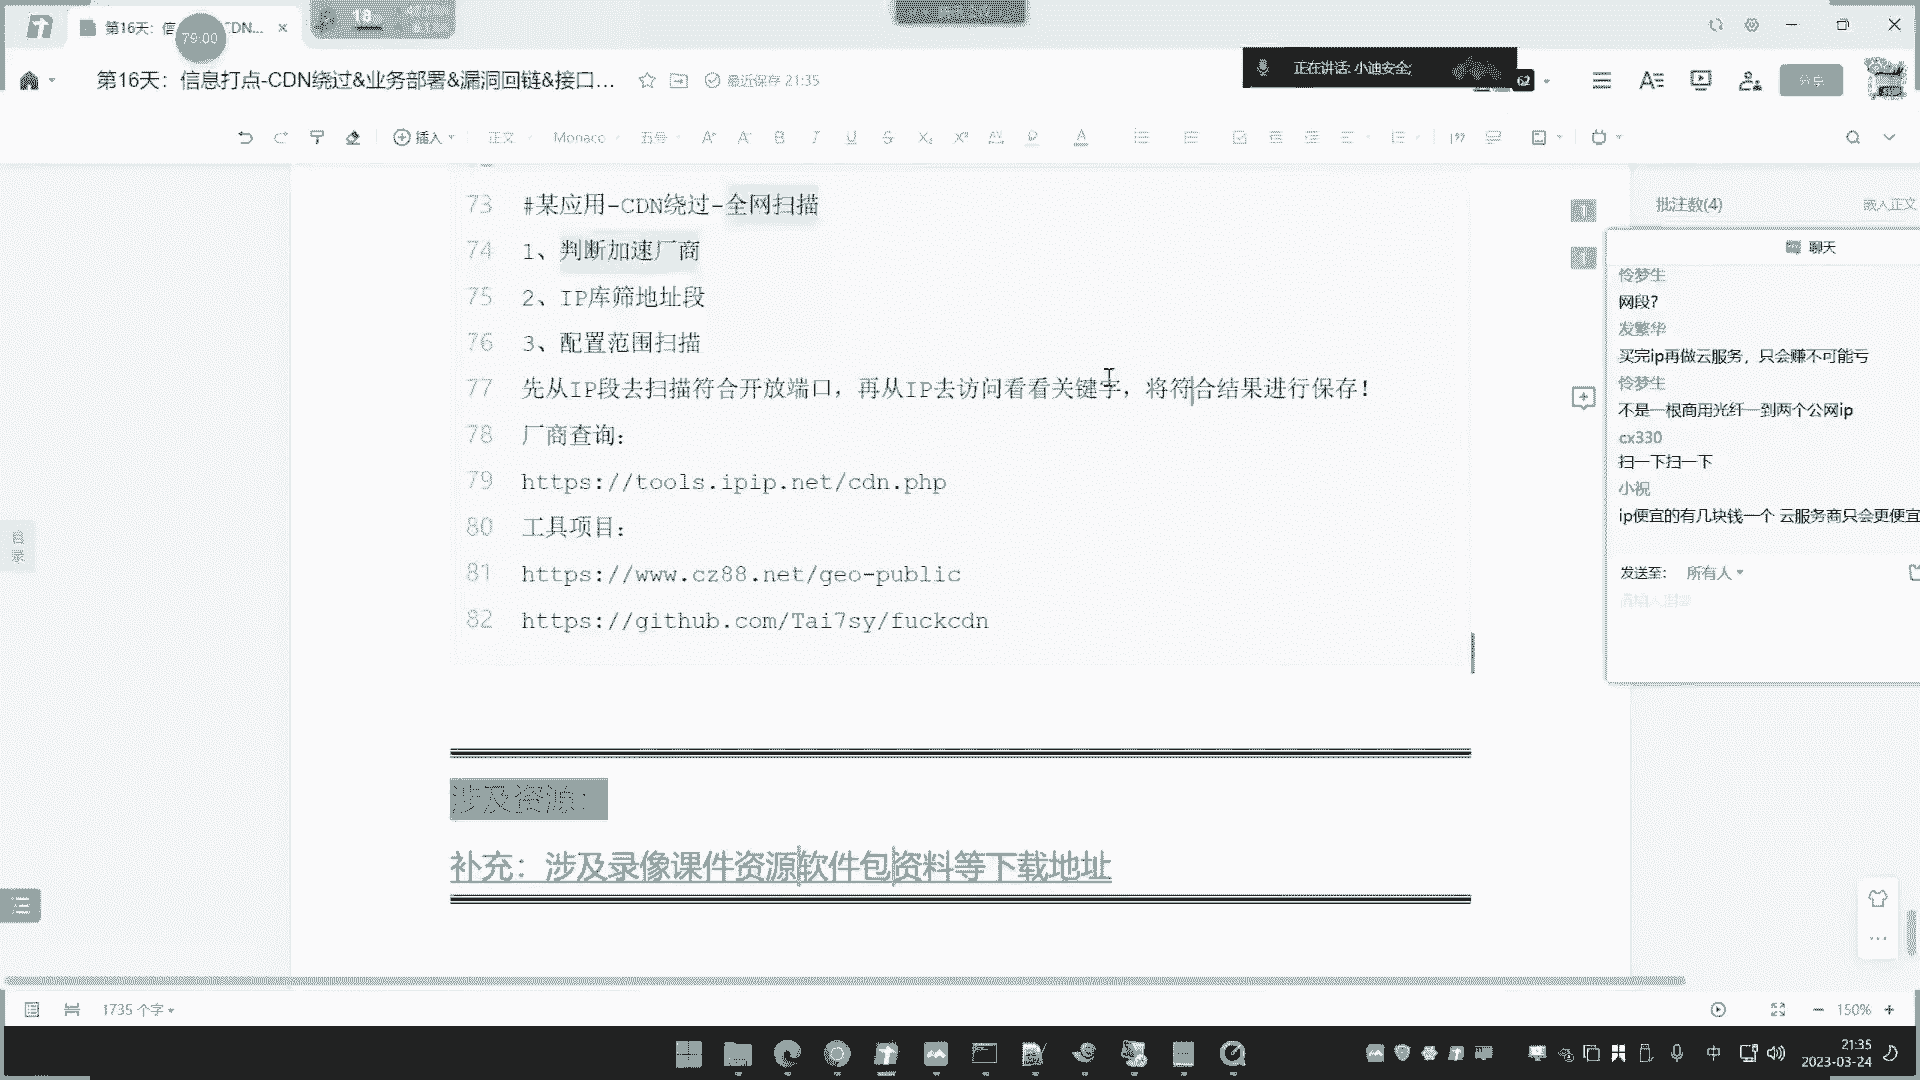 第16天：信
CDN...
79:00
18
正在讲话: 小迪安全;
62
第16天：信息打点-CDN绕过&业务部署&漏洞回链&接口...
最近保存 21:35
分享
插入
正文
Monaco
五号
73 #某应用-CDN绕过-全网扫描
74 1、判断加速厂商
75 2、IP库筛地址段
76 3、配置范围扫描
77 先从IP段去扫描符合开放端口，再从IP去访问看看关键字，将符合结果进行保存！
78 厂商查询：
79 https://tools.ipip.net/cdn.php
80 工具项目：
81 https://www.cz88.net/geo-public
82 https://github.com/Tai7sy/fuckcdn
涉及资源：
补充：涉及录像课件资源软件包资料等下载地址
批注数(4)
嵌入正文
聊天
伶梦生
网段?
发繁华
买完ip再做云服务，只会赚不可能亏
伶梦生
不是一根商用光纤一到两个公网ip
cx330
扫一下扫一下
小祝
ip便宜的有几块钱一个 云服务商只会更便宜
发送至: 所有人
目录
1735 个字
150%
中
21:35
2023-03-24